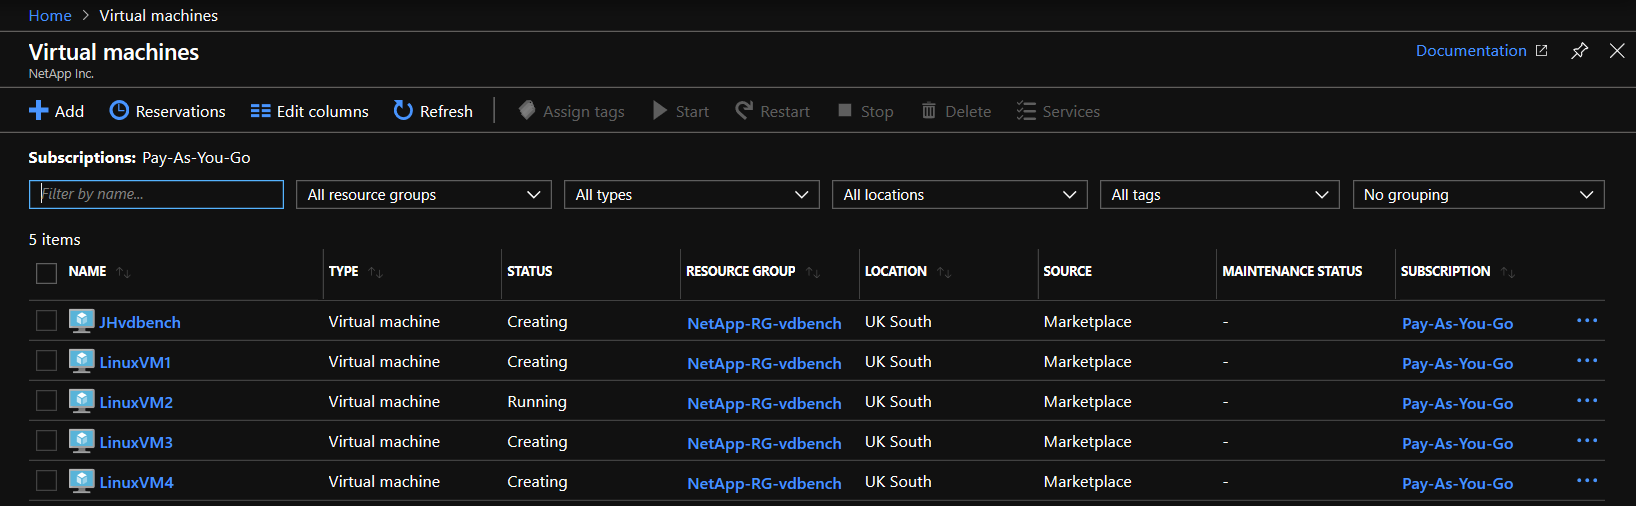 Home > Virtual machines
Virtual machines
Documentation
NetApp Inc.
Add Reservations Edit columns Refresh Assign tags Start Restart Stop Delete Services
Subscriptions: Pay-As-You-Go
Filter by name... All resource groups All types All locations All tags No grouping
5 items
NAME TYPE STATUS RESOURCE GROUP LOCATION SOURCE MAINTENANCE STATUS SUBSCRIPTION
JHvdbench Virtual machine Creating NetApp-RG-vdbench UK South Marketplace - Pay-As-You-Go ...
LinuxVM1 Virtual machine Creating NetApp-RG-vdbench UK South Marketplace - Pay-As-You-Go ...
LinuxVM2 Virtual machine Running NetApp-RG-vdbench UK South Marketplace - Pay-As-You-Go ...
LinuxVM3 Virtual machine Creating NetApp-RG-vdbench UK South Marketplace - Pay-As-You-Go ...
LinuxVM4 Virtual machine Creating NetApp-RG-vdbench UK South Marketplace - Pay-As-You-Go ...